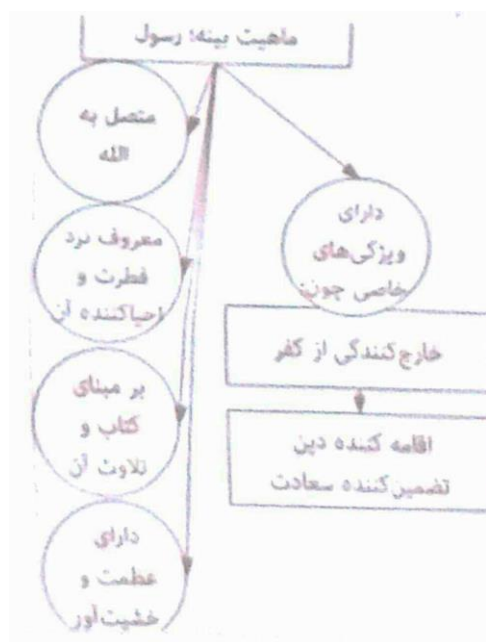 ماهیت بینه؛ رسول
متصل به
الله
معروف نزد
فطرت و
احیاکننده آن
بر مبنای
کتاب و
تلاوت آن
دارای
عظمت و
خشیت‌آور
دارای
ویژگی‌های
خاصی چون:
خارج‌کنندگی از کفر
اقامه کننده دین
تضمین‌کننده سعادت